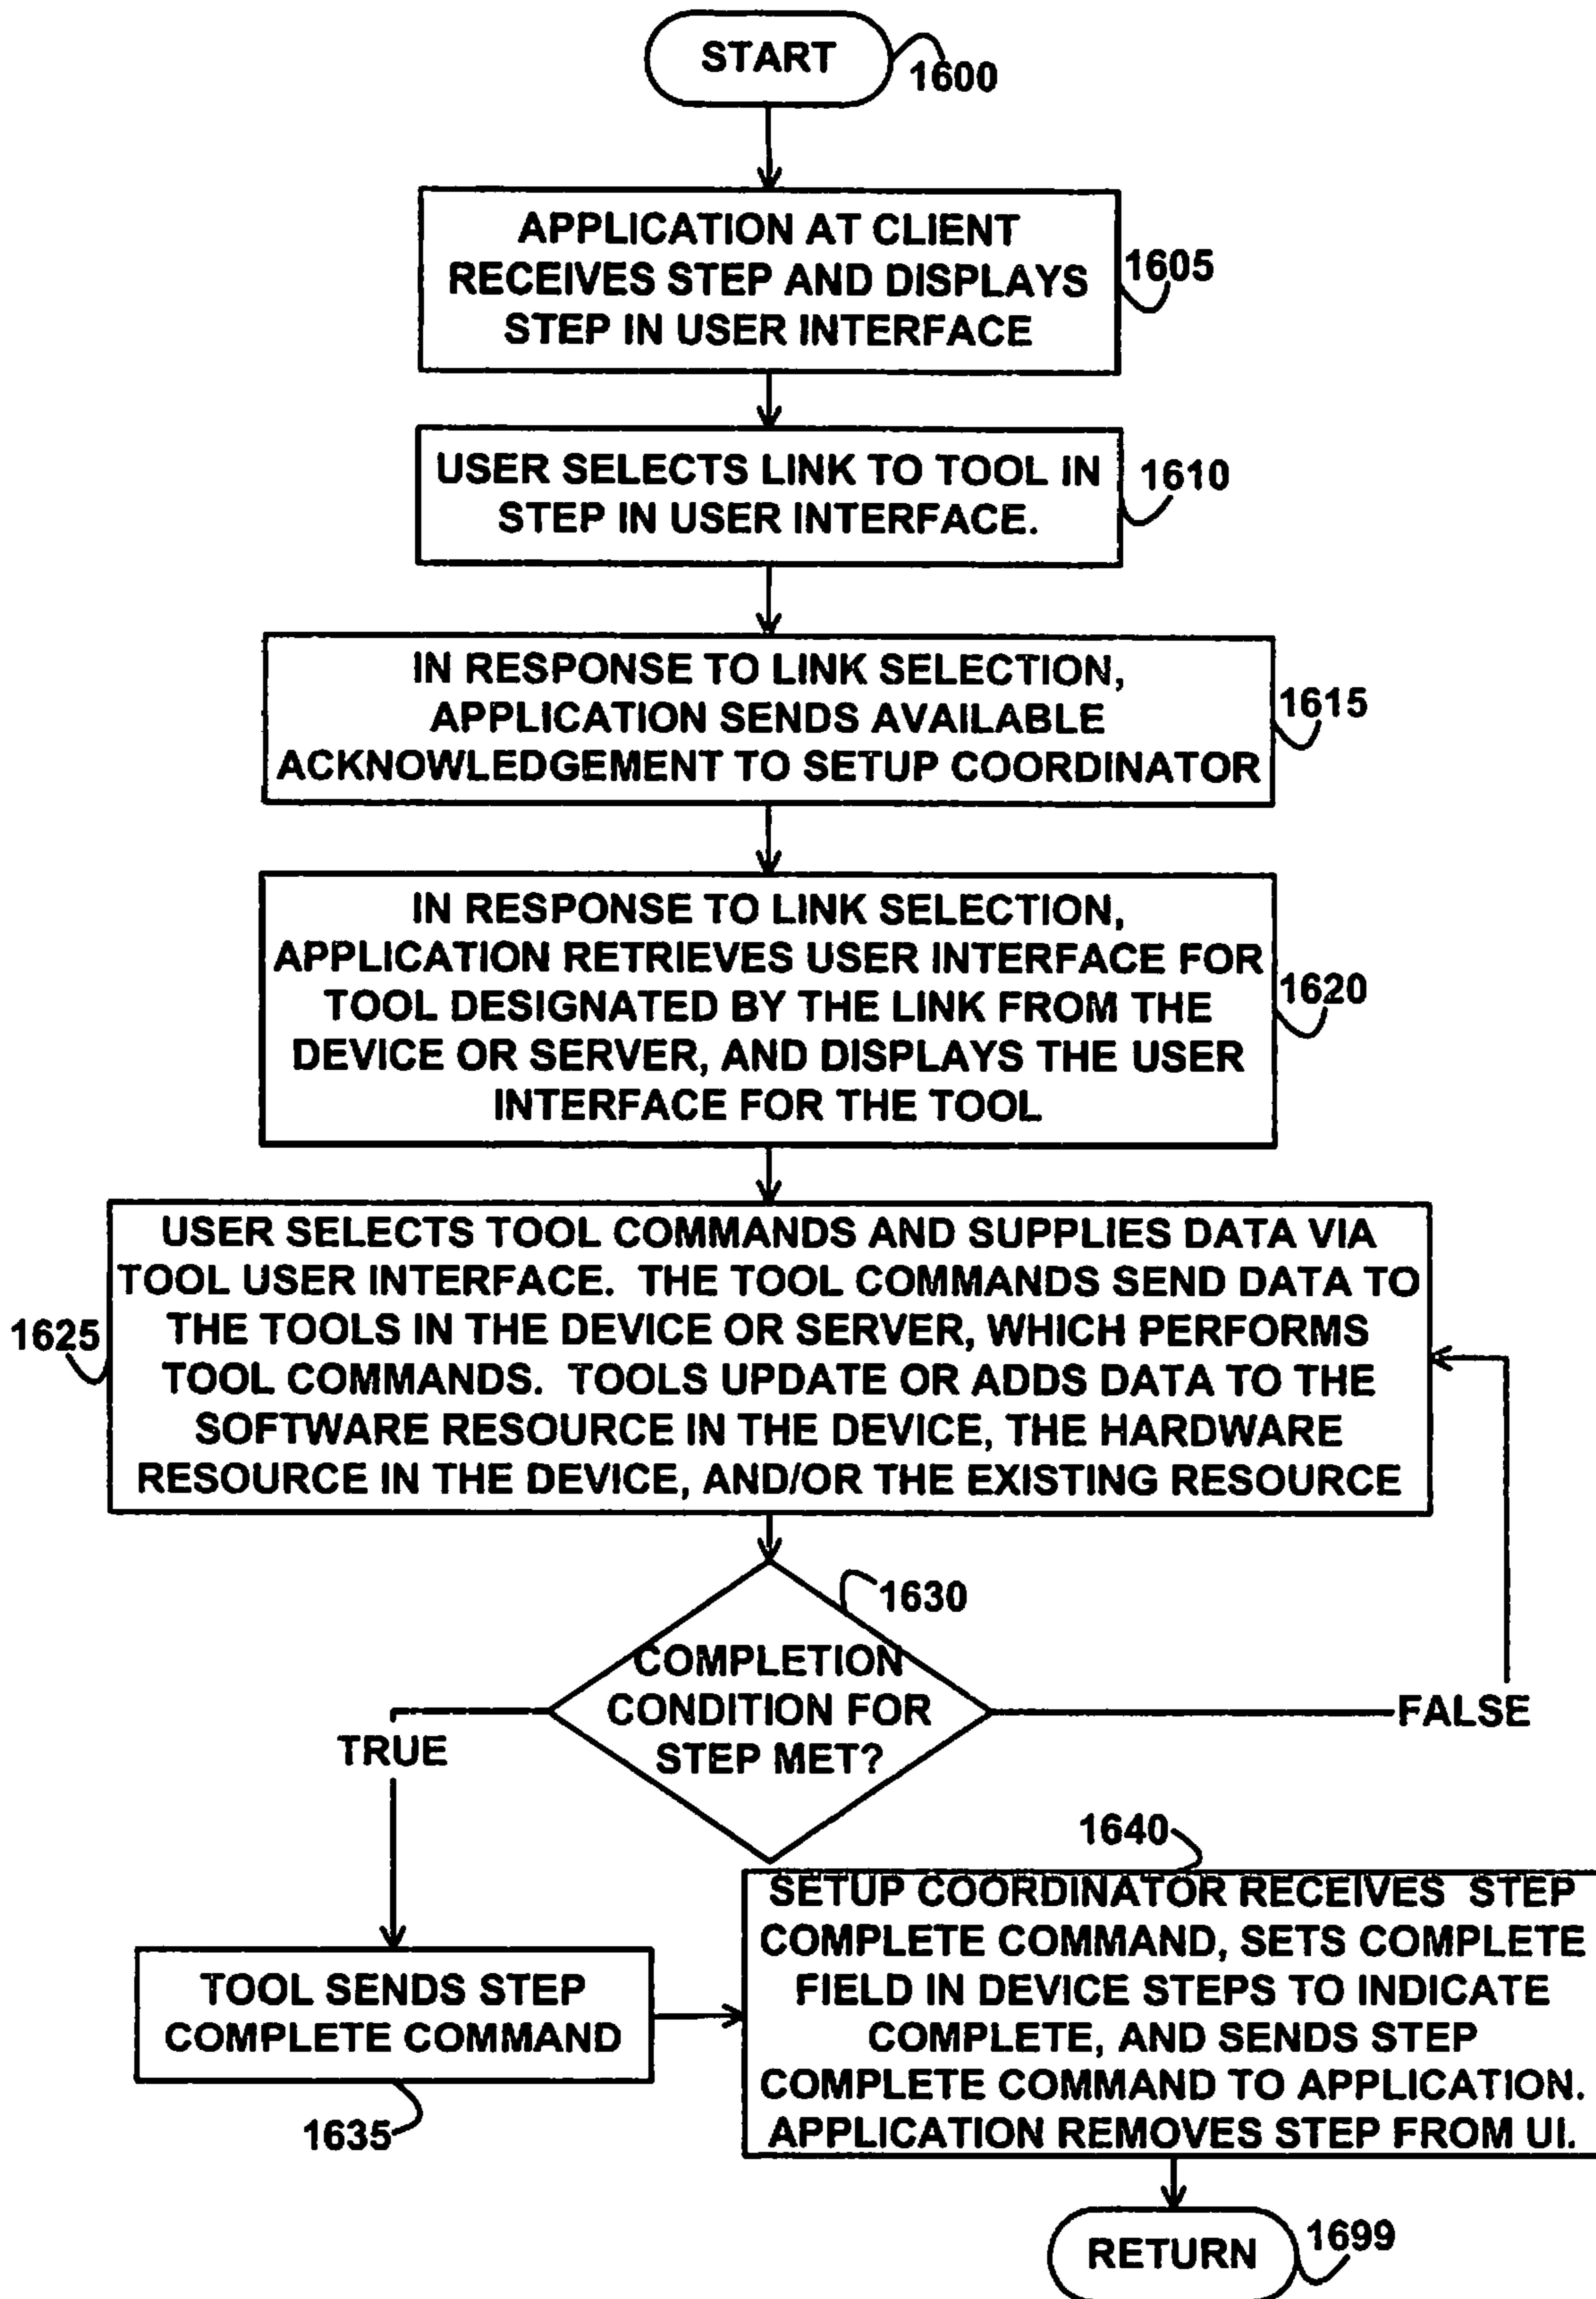 START
1600
APPLICATION AT CLIENT
RECEIVES STEP AND DISPLAYS
STEP IN USER INTERFACE
1605
USER SELECTS LINK TO TOOL IN
STEP IN USER INTERFACE.
1610
IN RESPONSE TO LINK SELECTION,
APPLICATION SENDS AVAILABLE
ACKNOWLEDGEMENT TO SETUP COORDINATOR
1615
IN RESPONSE TO LINK SELECTION,
APPLICATION RETRIEVES USER INTERFACE FOR
TOOL DESIGNATED BY THE LINK FROM THE
DEVICE OR SERVER, AND DISPLAYS THE USER
INTERFACE FOR THE TOOL
1620
USER SELECTS TOOL COMMANDS AND SUPPLIES DATA VIA
TOOL USER INTERFACE. THE TOOL COMMANDS SEND DATA TO
THE TOOLS IN THE DEVICE OR SERVER, WHICH PERFORMS
TOOL COMMANDS. TOOLS UPDATE OR ADDS DATA TO THE
SOFTWARE RESOURCE IN THE DEVICE, THE HARDWARE
RESOURCE IN THE DEVICE, AND/OR THE EXISTING RESOURCE
1625
1630
COMPLETION
CONDITION FOR
STEP MET?
TRUE
FALSE
TOOL SENDS STEP
COMPLETE COMMAND
1635
1640
SETUP COORDINATOR RECEIVES STEP
COMPLETE COMMAND, SETS COMPLETE
FIELD IN DEVICE STEPS TO INDICATE
COMPLETE, AND SENDS STEP
COMPLETE COMMAND TO APPLICATION.
APPLICATION REMOVES STEP FROM UI.
RETURN
1699